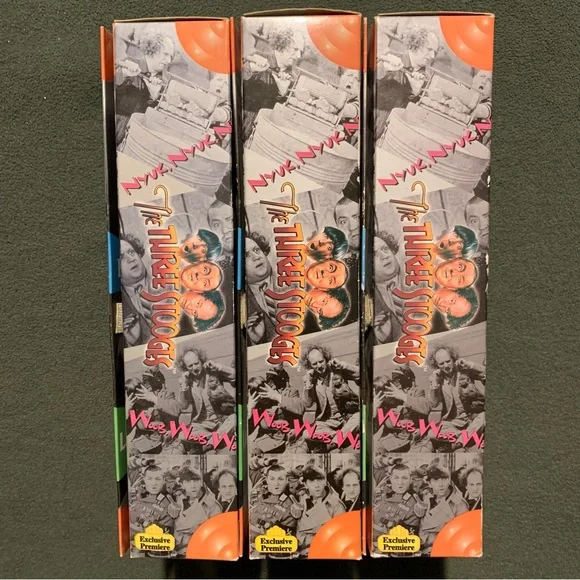 NYUK, NYUK, N
The THREE STOOGES
WOOB WOOB W
Exclusive
Premiere
NYUK, NYUK, N
The THREE STOOGES
WOOB WOOB W
Exclusive
Premiere
NYUK, NYUK, N
The THREE STOOGES
WOOB WOOB W
Exclusive
Premiere